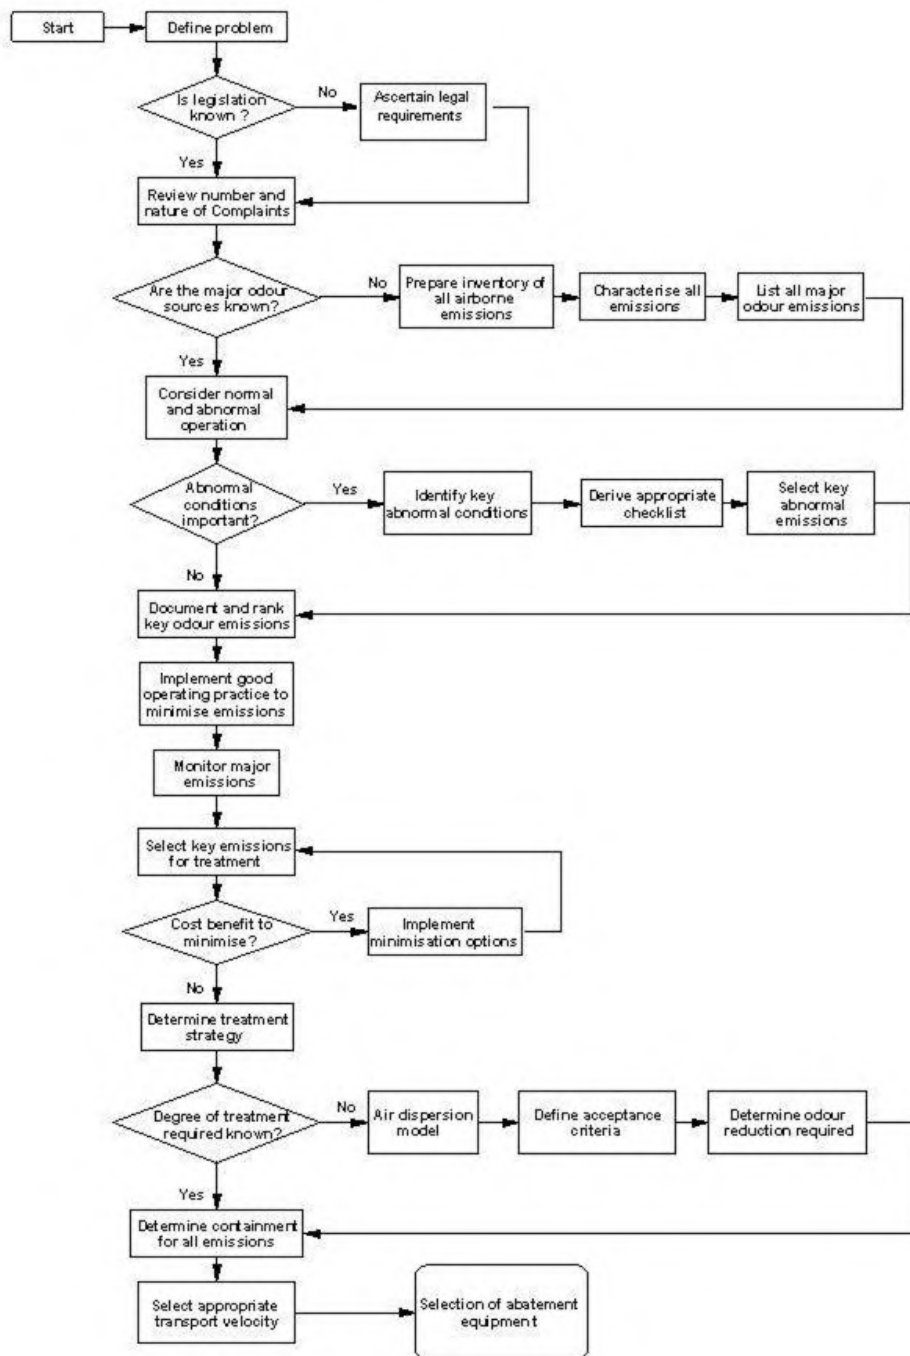 Start
Define problem
Is legislation
known ?
No
Ascertain legal
requirements
Yes
Review number and
nature of Complaints
Are the major odour
sources known?
No
Prepare inventory of
all airborne
emissions
Characterise all
emissions
List all major
odour emissions
Yes
Consider normal
and abnormal
operation
Abnormal
conditions
important?
Yes
Identify key
abnormal conditions
Derive appropriate
checklist
Select key
abnormal
emissions
No
Document and rank
key odour emissions
Implement good
operating practice to
minimise emissions
Monitor major
emissions
Select key emissions
for treatment
Cost benefit to
minimise?
Yes
Implement
minimisation options
No
Determine treatment
strategy
Degree of treatment
required known?
No
Air dispersion
model
Define acceptance
criteria
Determine odour
reduction required
Yes
Determine containment
for all emissions
Select appropriate
transport velocity
Selection of abatement
equipment